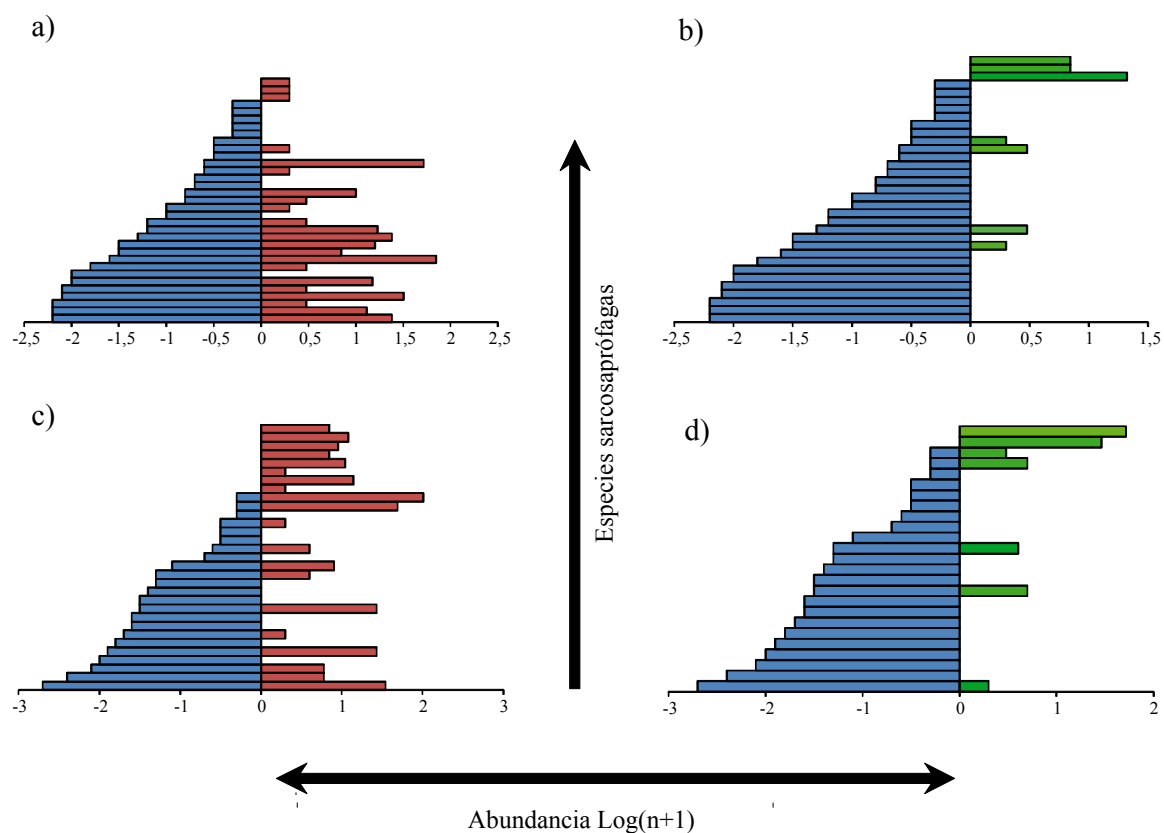 a)
b)
-2,5 -2 -1,5 -1 -0,5 0 0,5 1 1,5 2 2,5
-2,5 -2 -1,5 -1 -0,5 0 0,5 1 1,5
Especies sarcosaprófagas
c)
d)
-3 -2 -1 0 1 2 3
-3 -2 -1 0 1 2
Abundancia Log(n+1)